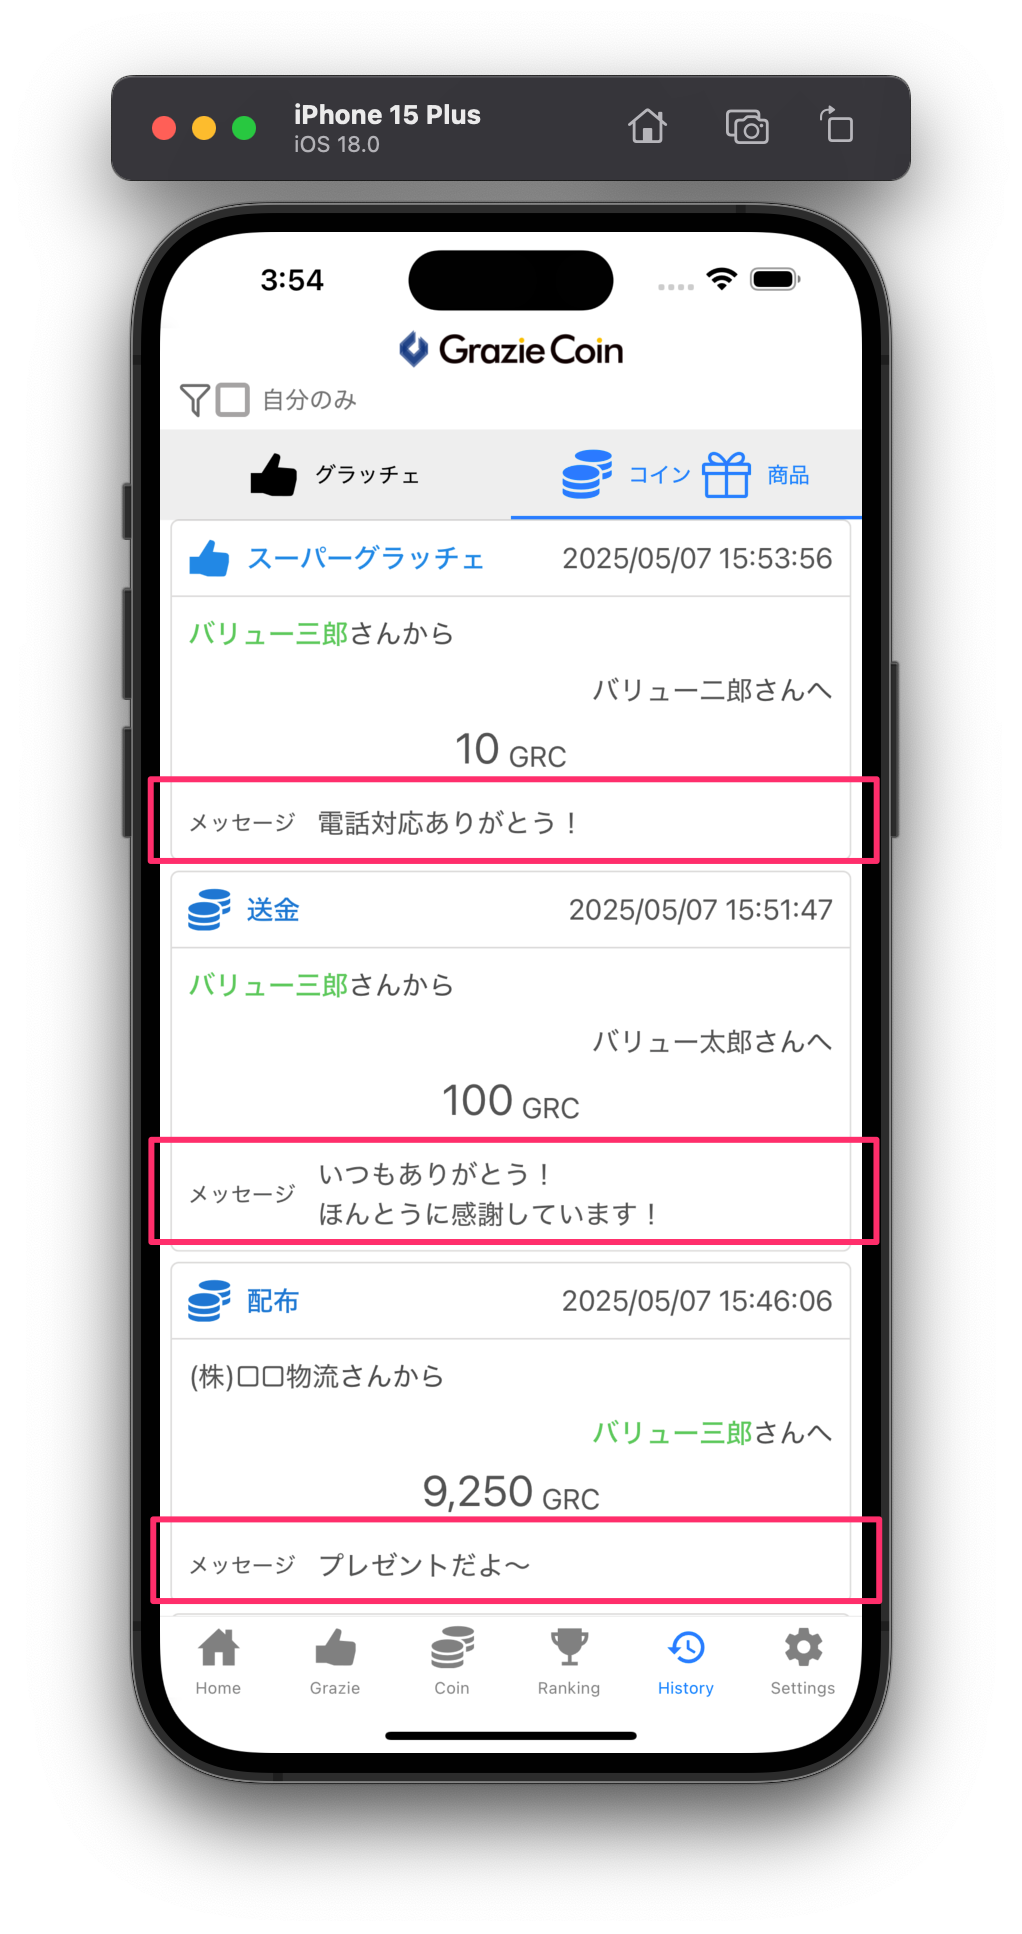 iPhone 15 Plus
iOS 18.0
3:54
Grazie Coin
自分のみ
グラッチェ
コイン 商品
スーパーグラッチェ 2025/05/07 15:53:56
バリュー三郎さんから
バリュー二郎さんへ
10 GRC
メッセージ 電話対応ありがとう！
送金 2025/05/07 15:51:47
バリュー三郎さんから
バリュー太郎さんへ
100 GRC
いつもありがとう！
メッセージ
ほんとうに感謝しています！
配布 2025/05/07 15:46:06
(株)口口物流さんから
バリュー三郎さんへ
9,250 GRC
メッセージ プレゼントだよ〜
Home Grazie Coin Ranking History Settings